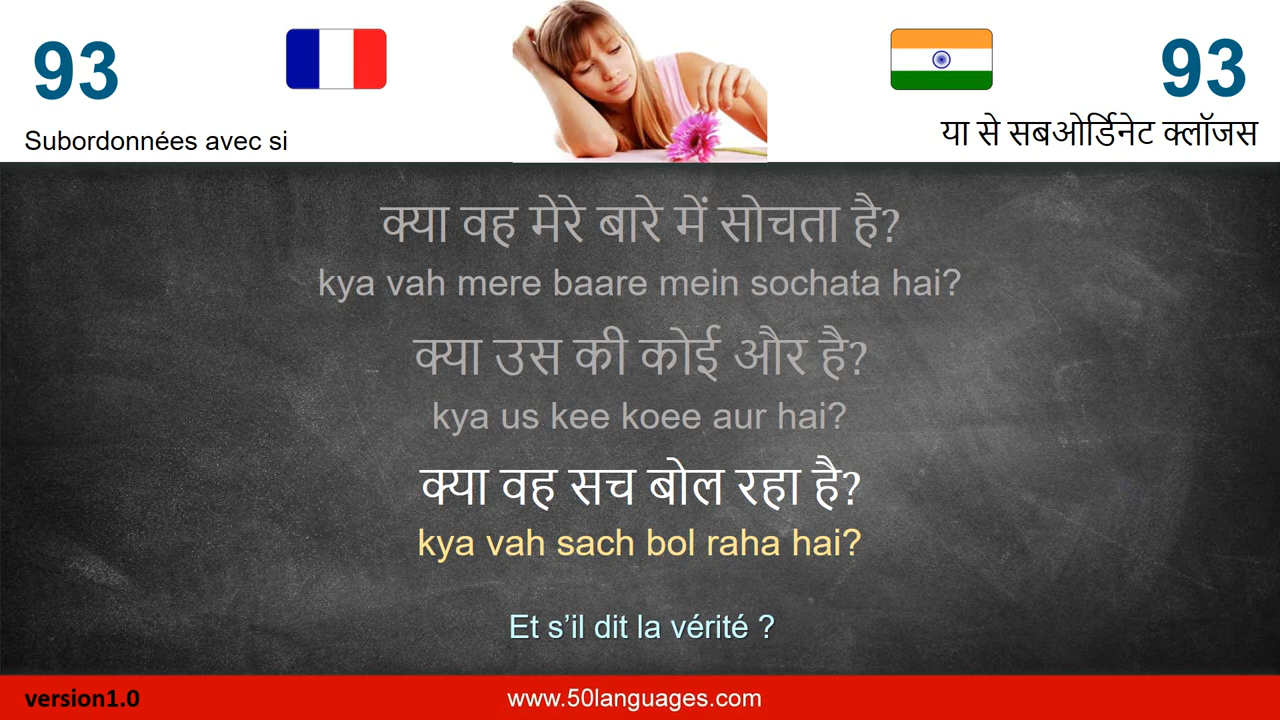 93
93
Subordonnées avec si
या से सबओर्डिनेट क्लॉजस
क्या वह मेरे बारे में सोचता है?
kya vah mere baare mein sochata hai?
क्या उस की कोई और है?
kya us kee koee aur hai?
क्या वह सच बोल रहा है?
kya vah sach bol raha hai?
Et s’il dit la vérité ?
version1.0
www.50languages.com